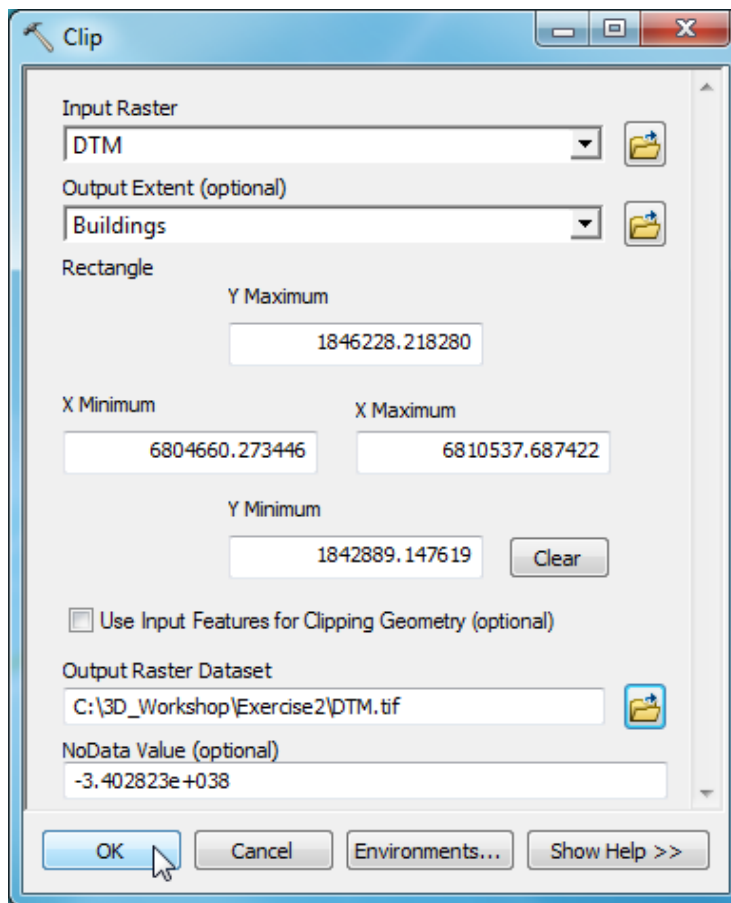 Clip
Input Raster
DTM
Output Extent (optional)
Buildings
Rectangle
Y Maximum
1846228.218280
X Minimum X Maximum
6804660.273446 6810537.687422
Y Minimum
1842889.147619 Clear
Use Input Features for Clipping Geometry (optional)
Output Raster Dataset
C:\3D_Workshop\Exercise2\DTM.tif
NoData Value (optional)
-3.402823e+038
OK Cancel Environments... Show Help >>